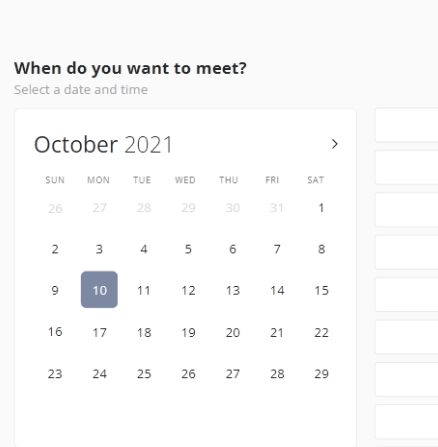 When do you want to meet?
Select a date and time
October 2021
SUN MON TUE WED THU FRI SAT
26 27 28 29 30 31 1
2 3 4 5 6 7 8
9 10 11 12 13 14 15
16 17 18 19 20 21 22
23 24 25 26 27 28 29